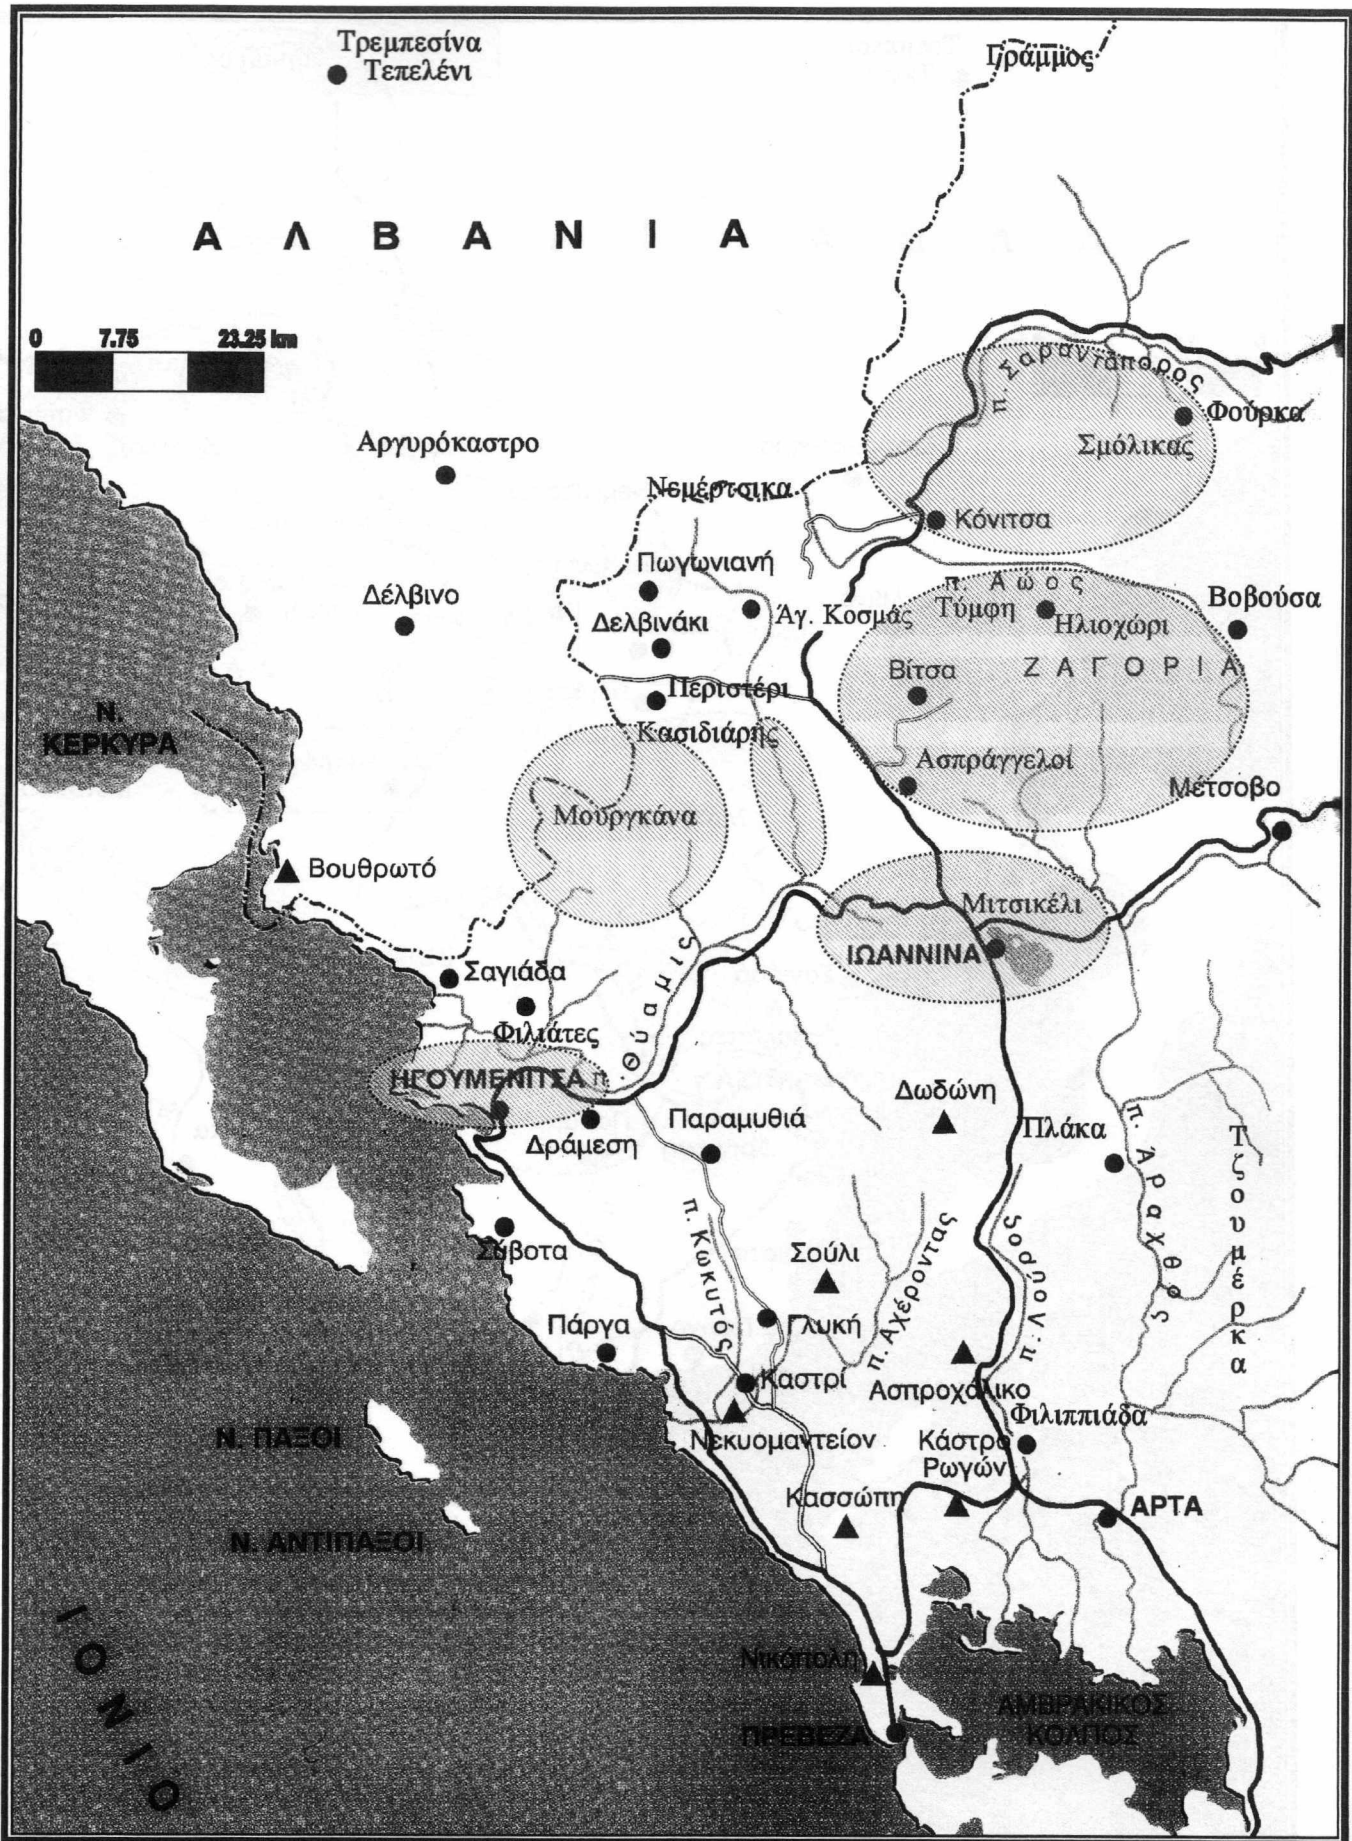 Τρεμπεσίνα
Τεπελένι
Γράμμος
ΑΛΒΑΝΙΑ
0 7.75 23.25 km
π. Σαραντάπορος
Φούρκα
Σμόλικας
Αργυρόκαστρο
Νεμέρτσικα
Κόνιτσα
Πωγωνιανή
π. Αώος
Δέλβινο
Άγ. Κοσμάς
Τύμφη
Ηλιοχώρι
Βοβούσα
Δελβινάκι
Βίτσα
ΖΑΓΟΡΙΑ
Περιστέρι
Ν.
ΚΕΡΚΥΡΑ
Κασιδιάρης
Ασπράγγελοί
Μέτσοβο
Μουργκάνα
Βουθρωτό
Μιτσικέλι
ΙΩΑΝΝΙΝΑ
Σαγιάδα
Φιλιάτες
π. Θύαμις
ΗΓΟΥΜΕΝΙΤΣΑ
Δωδώνη
Παραμυθιά
Πλάκα
Δράμεση
π. Άραχθος
Τζουμέρκα
π. Κωκυτός
Σύβοτα
Σούλι
π. Αχέροντας
π. Λούρος
Πάργα
Γλυκή
Καστρί
Ασπροχάλικο
Φιλιππιάδα
Ν. ΠΑΞΟΙ
Νεκυομαντείον
Κάστρο
Ρωγών
Κασσώπη
ΑΡΤΑ
Ν. ΑΝΤΙΠΑΞΟΙ
ΙΟΝΙΟ
Νικόπολη
ΑΜΒΡΑΚΙΚΟΣ
ΚΟΛΠΟΣ
ΠΡΕΒΕΖΑ